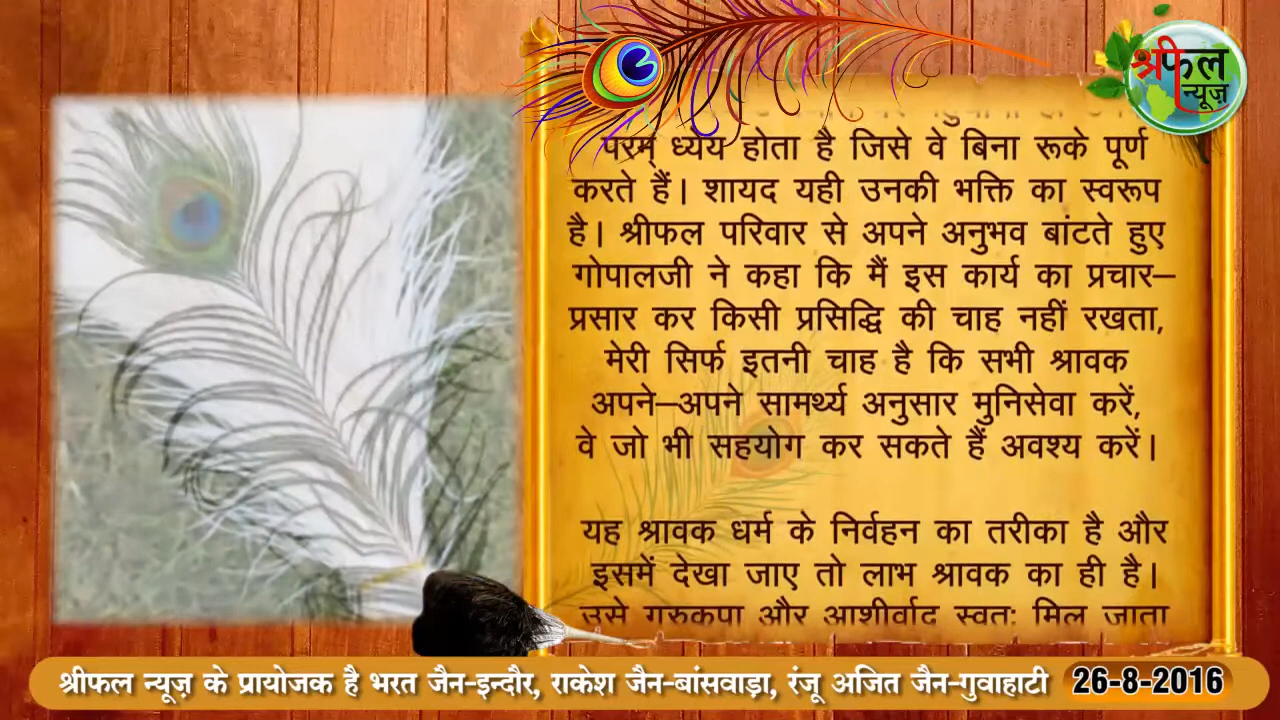 श्रीफल
न्यूज़
परम् ध्येय होता है जिसे वे बिना रूके पूर्ण
करते हैं। शायद यही उनकी भक्ति का स्वरूप
है। श्रीफल परिवार से अपने अनुभव बांटते हुए
गोपालजी ने कहा कि मैं इस कार्य का प्रचार–
प्रसार कर किसी प्रसिद्धि की चाह नहीं रखता,
मेरी सिर्फ इतनी चाह है कि सभी श्रावक
अपने–अपने सामर्थ्य अनुसार मुनिसेवा करें,
वे जो भी सहयोग कर सकते हैं अवश्य करें।
यह श्रावक धर्म के निर्वहन का तरीका है और
इसमें देखा जाए तो लाभ श्रावक का ही है।
उसे गुरुकृपा और आशीर्वाद स्वतः मिल जाता
श्रीफल न्यूज़ के प्रायोजक है भरत जैन-इन्दौर, राकेश जैन-बांसवाड़ा, रंजू अजित जैन-गुवाहाटी 26-8-2016